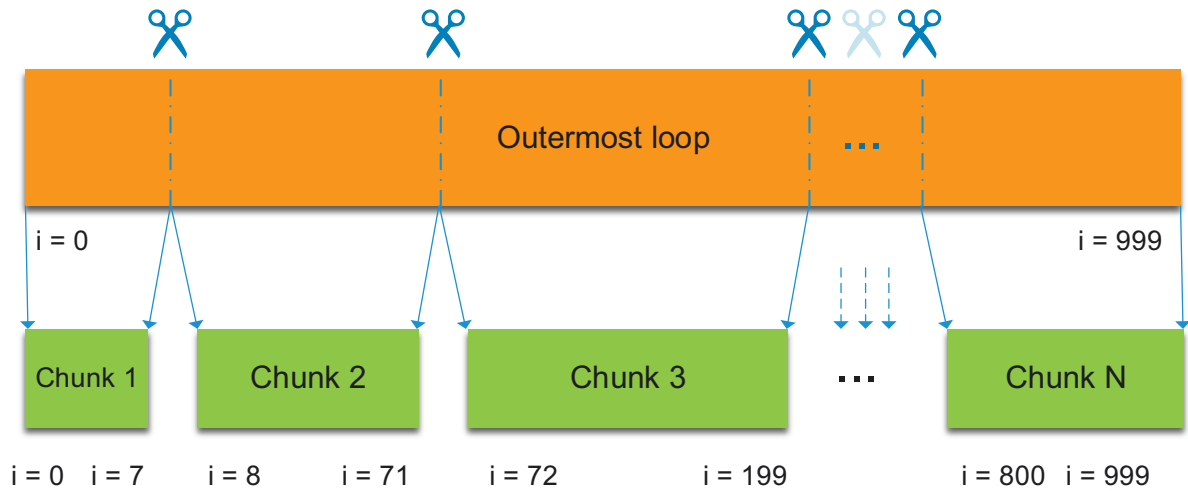 Outermost loop
...
i = 0
i = 999
Chunk 1
Chunk 2
Chunk 3
...
Chunk N
i = 0
i = 7
i = 8
i = 71
i = 72
i = 199
i = 800
i = 999